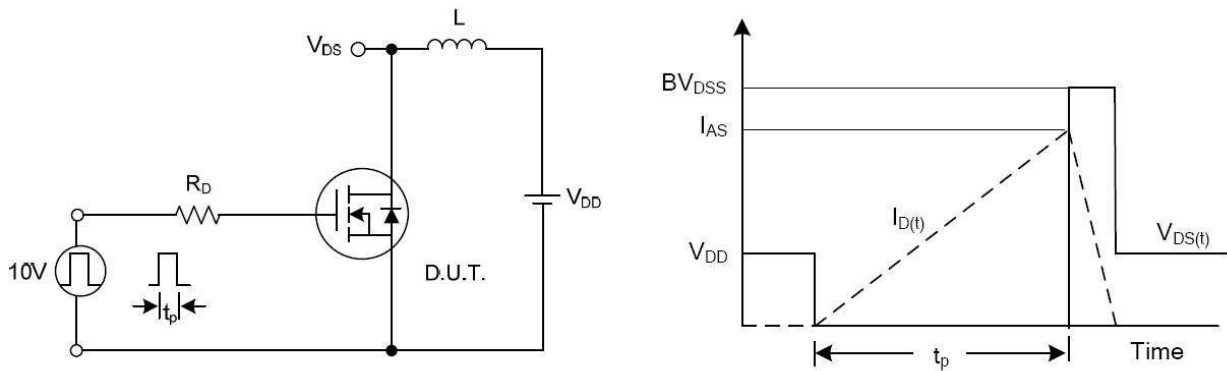 L
V_DS
R_D
V_DD
10V
t_p
D.U.T.
BV_DSS
I_AS
I_D(t)
V_DD
V_DS(t)
t_p
Time